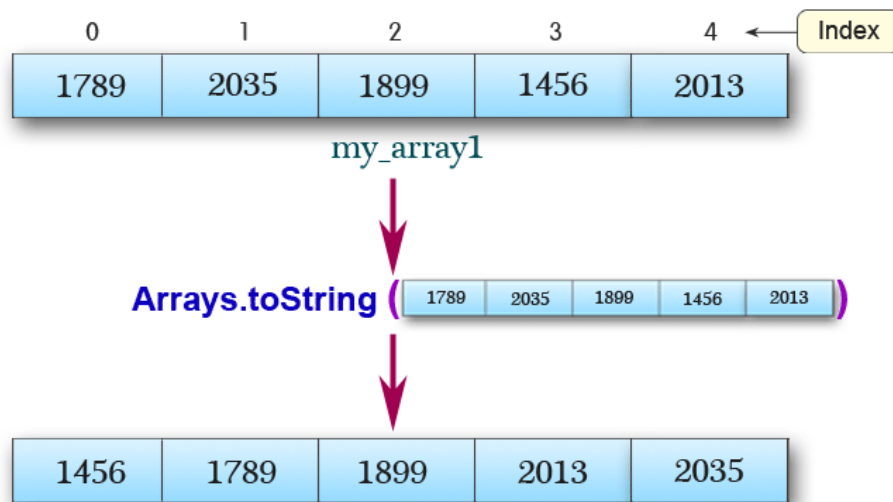 0 1 2 3 4 Index
1789 2035 1899 1456 2013
my_array1
Arrays.toString ( 1789 2035 1899 1456 2013 )
1456 1789 1899 2013 2035